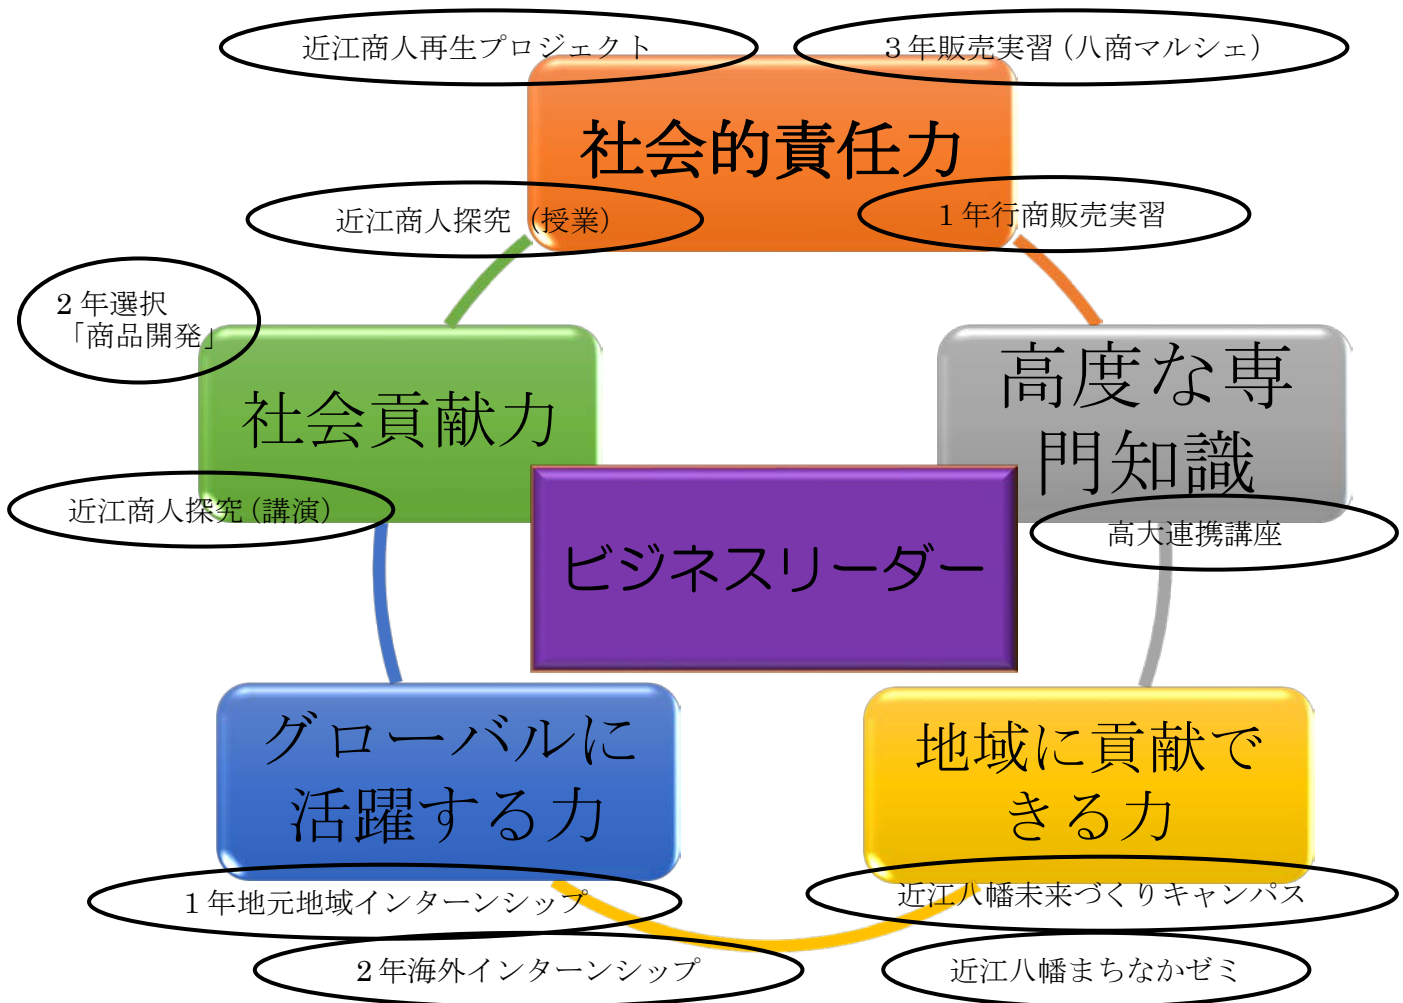 近江商人再生プロジェクト
３年販売実習（八商マルシェ）
社会的責任力
近江商人探究（授業）
１年行商販売実習
２年選択
「商品開発」
社会貢献力
高度な専
門知識
近江商人探究（講演）
高大連携講座
ビジネスリーダー
グローバルに
活躍する力
地域に貢献で
きる力
１年地元地域インターンシップ
近江八幡未来づくりキャンパス
２年海外インターンシップ
近江八幡まちなかゼミ